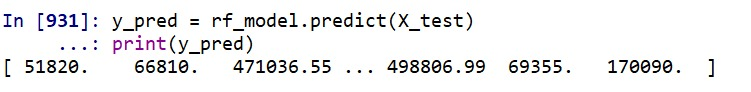 In [931]: y_pred = rf_model.predict(X_test)
     ...: print(y_pred)
[ 51820.    66810.   471036.55 ... 498806.99  69355.   170090.  ]